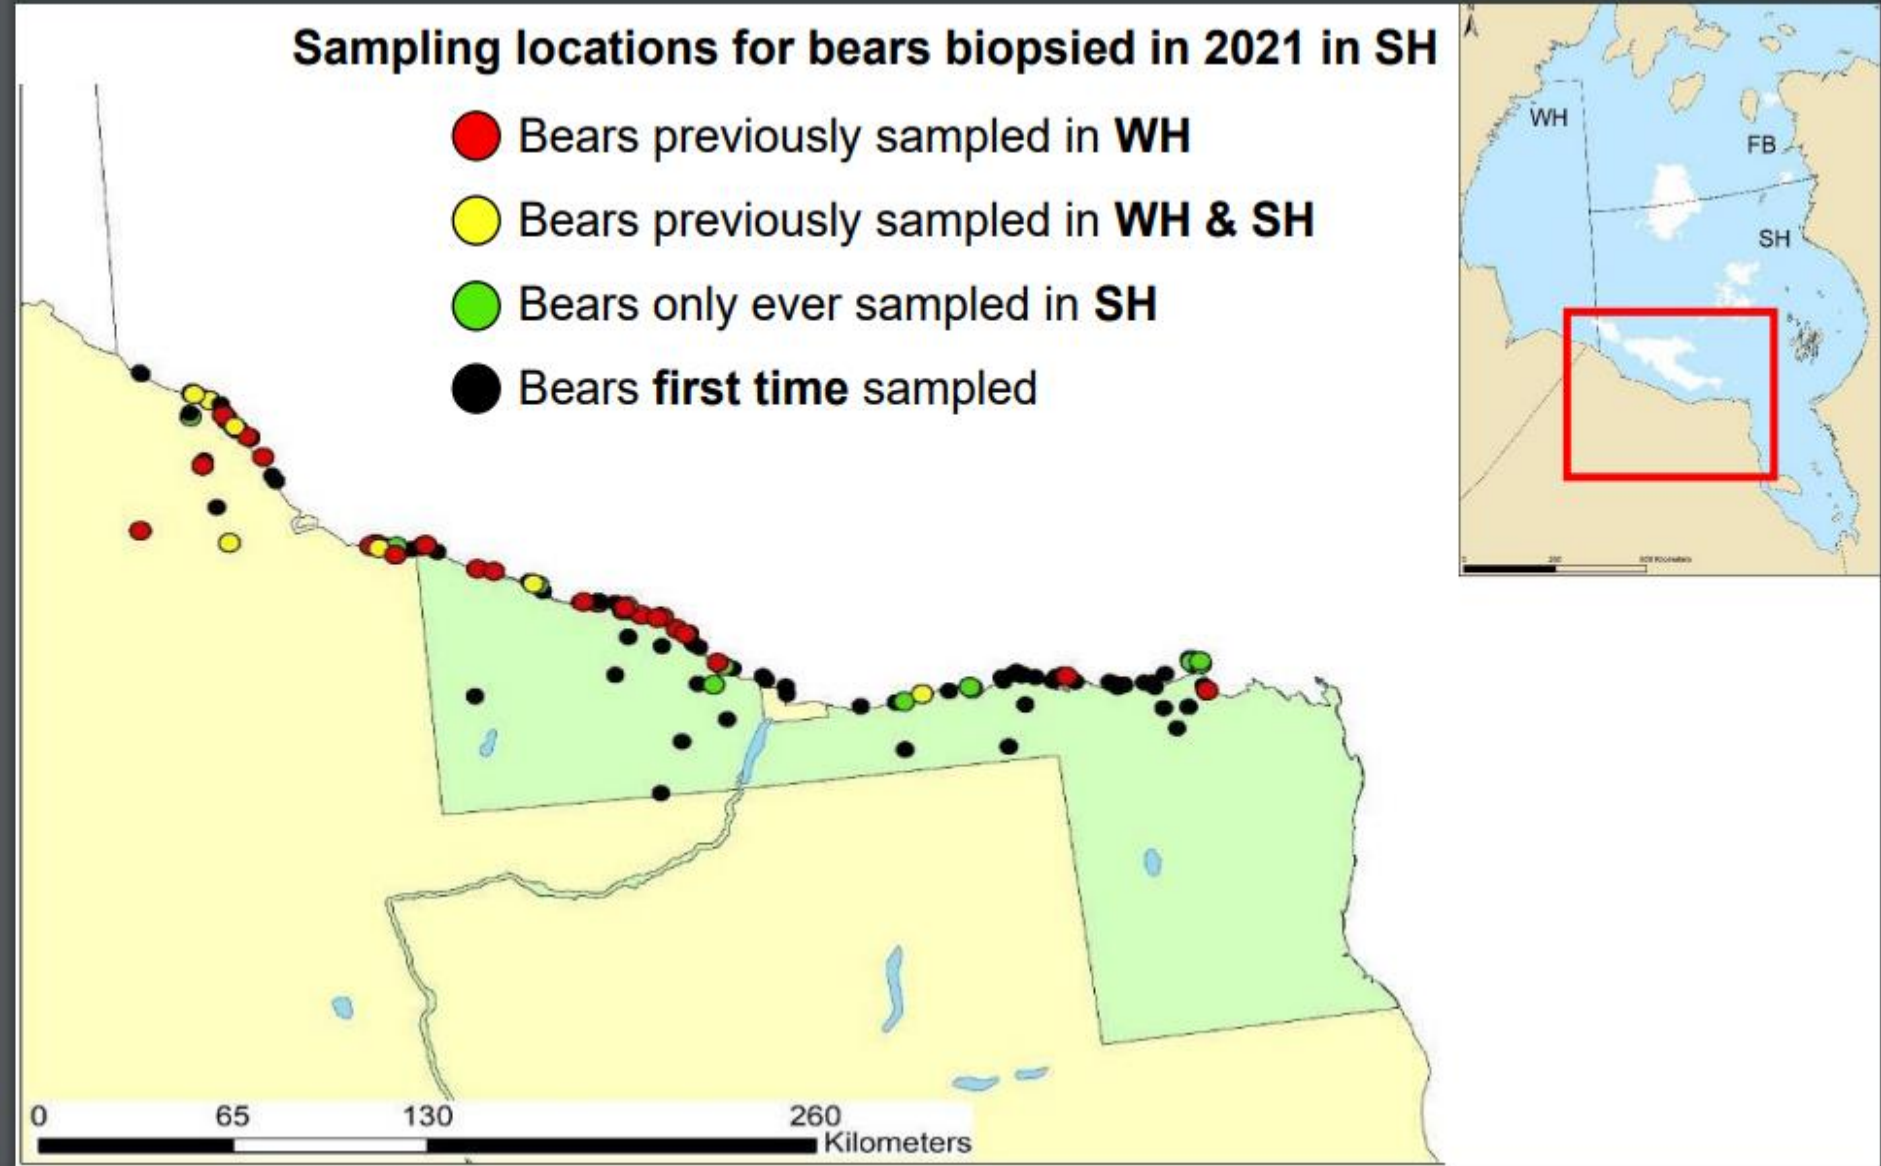 Sampling locations for bears biopsied in 2021 in SH
Bears previously sampled in WH
Bears previously sampled in WH & SH
Bears only ever sampled in SH
Bears first time sampled
0 65 130 260
Kilometers
N
WH
FB
SH